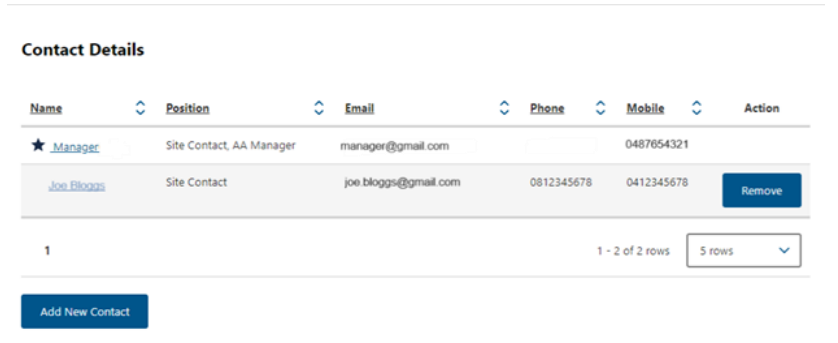 Contact Details
Name Position Email Phone Mobile Action
Manager Site Contact, AA Manager manager@gmail.com 0487654321
Joe Bloggs Site Contact joe.bloggs@gmail.com 0812345678 0412345678 Remove
1 1 - 2 of 2 rows 5 rows
Add New Contact